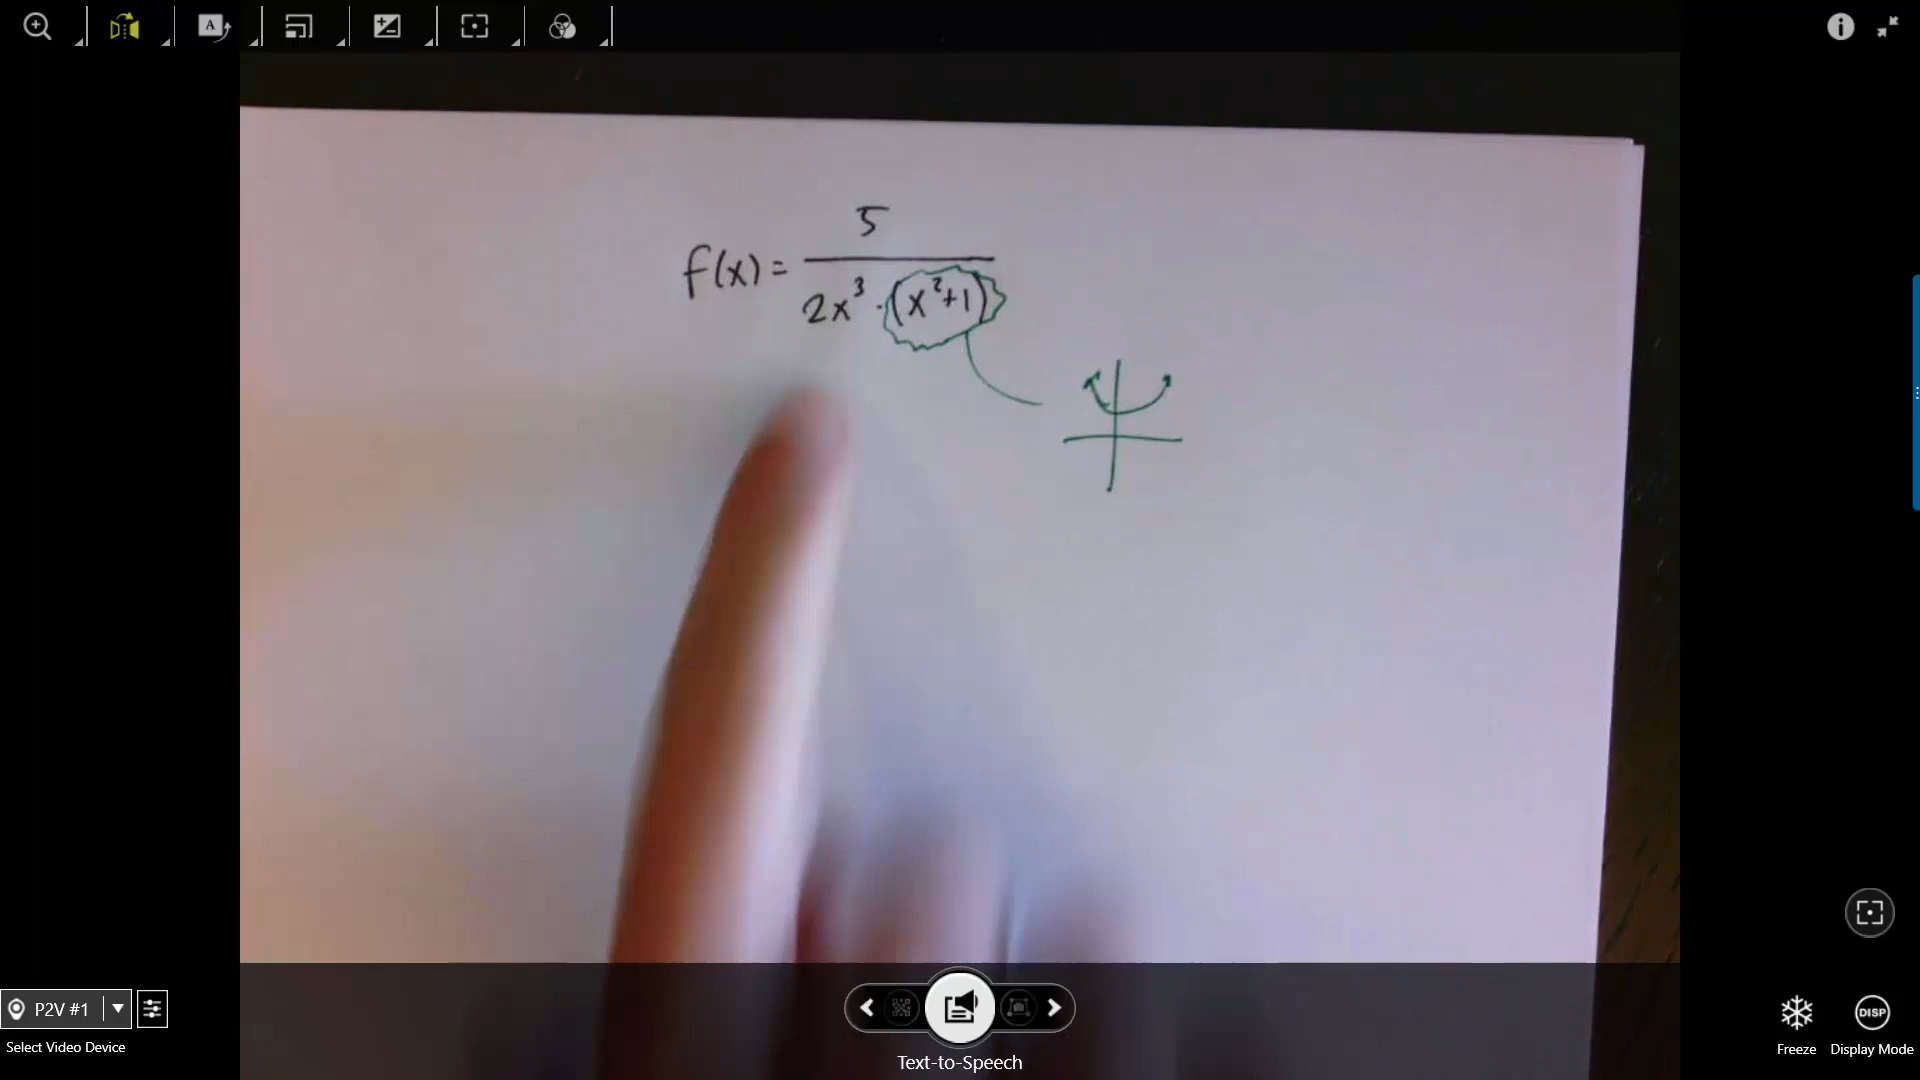 A
5
f(x) =
2x³ · (x²+1)
P2V #1
Select Video Device
Text-to-Speech
Freeze
DISP
Display Mode